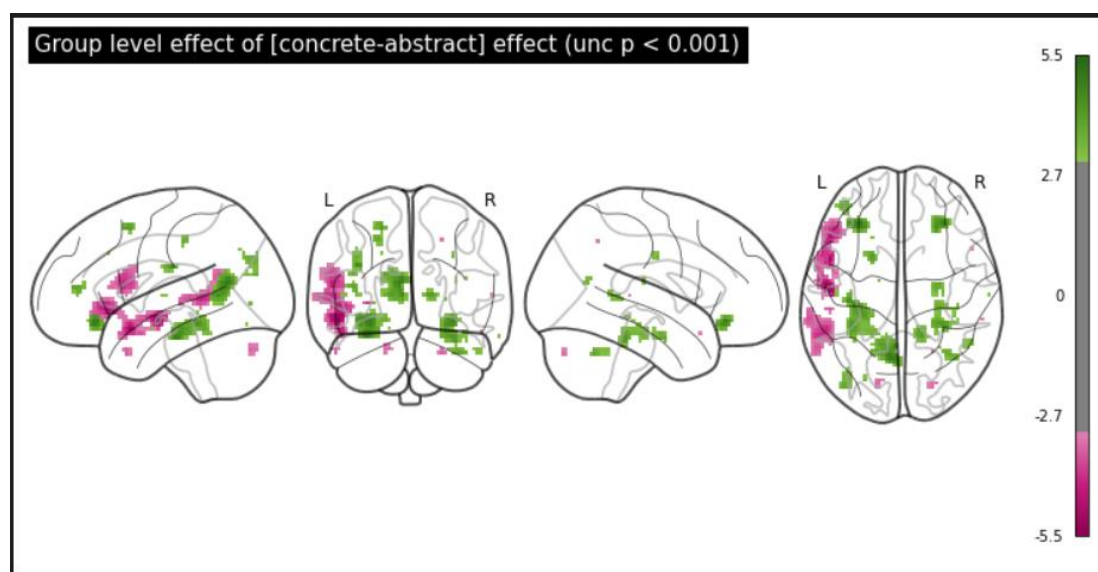 Group level effect of [concrete-abstract] effect (unc p < 0.001)
L
R
L
R
5.5
2.7
0
-2.7
-5.5